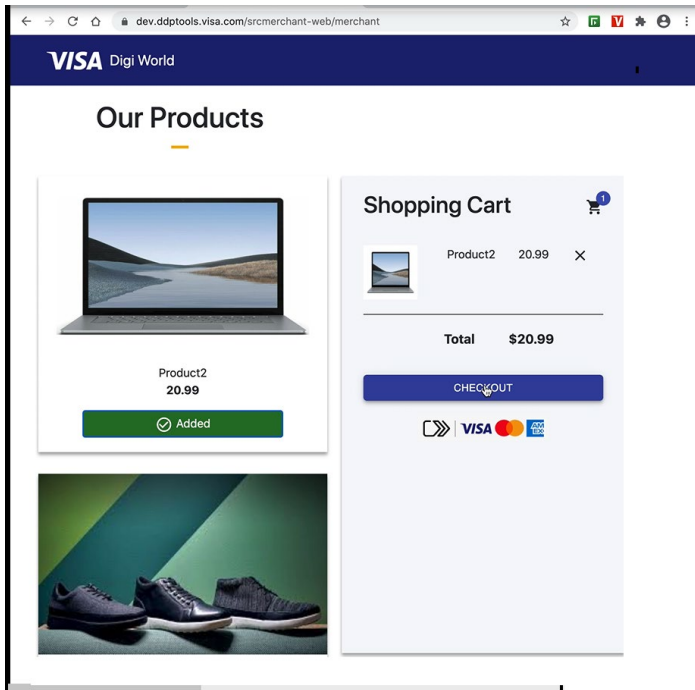 dev.ddptools.visa.com/srcmerchant-web/merchant
VISA Digi World
Our Products
Product2
20.99
Added
Shopping Cart
1
Product2 20.99
Total $20.99
CHECKOUT
VISA AMEX